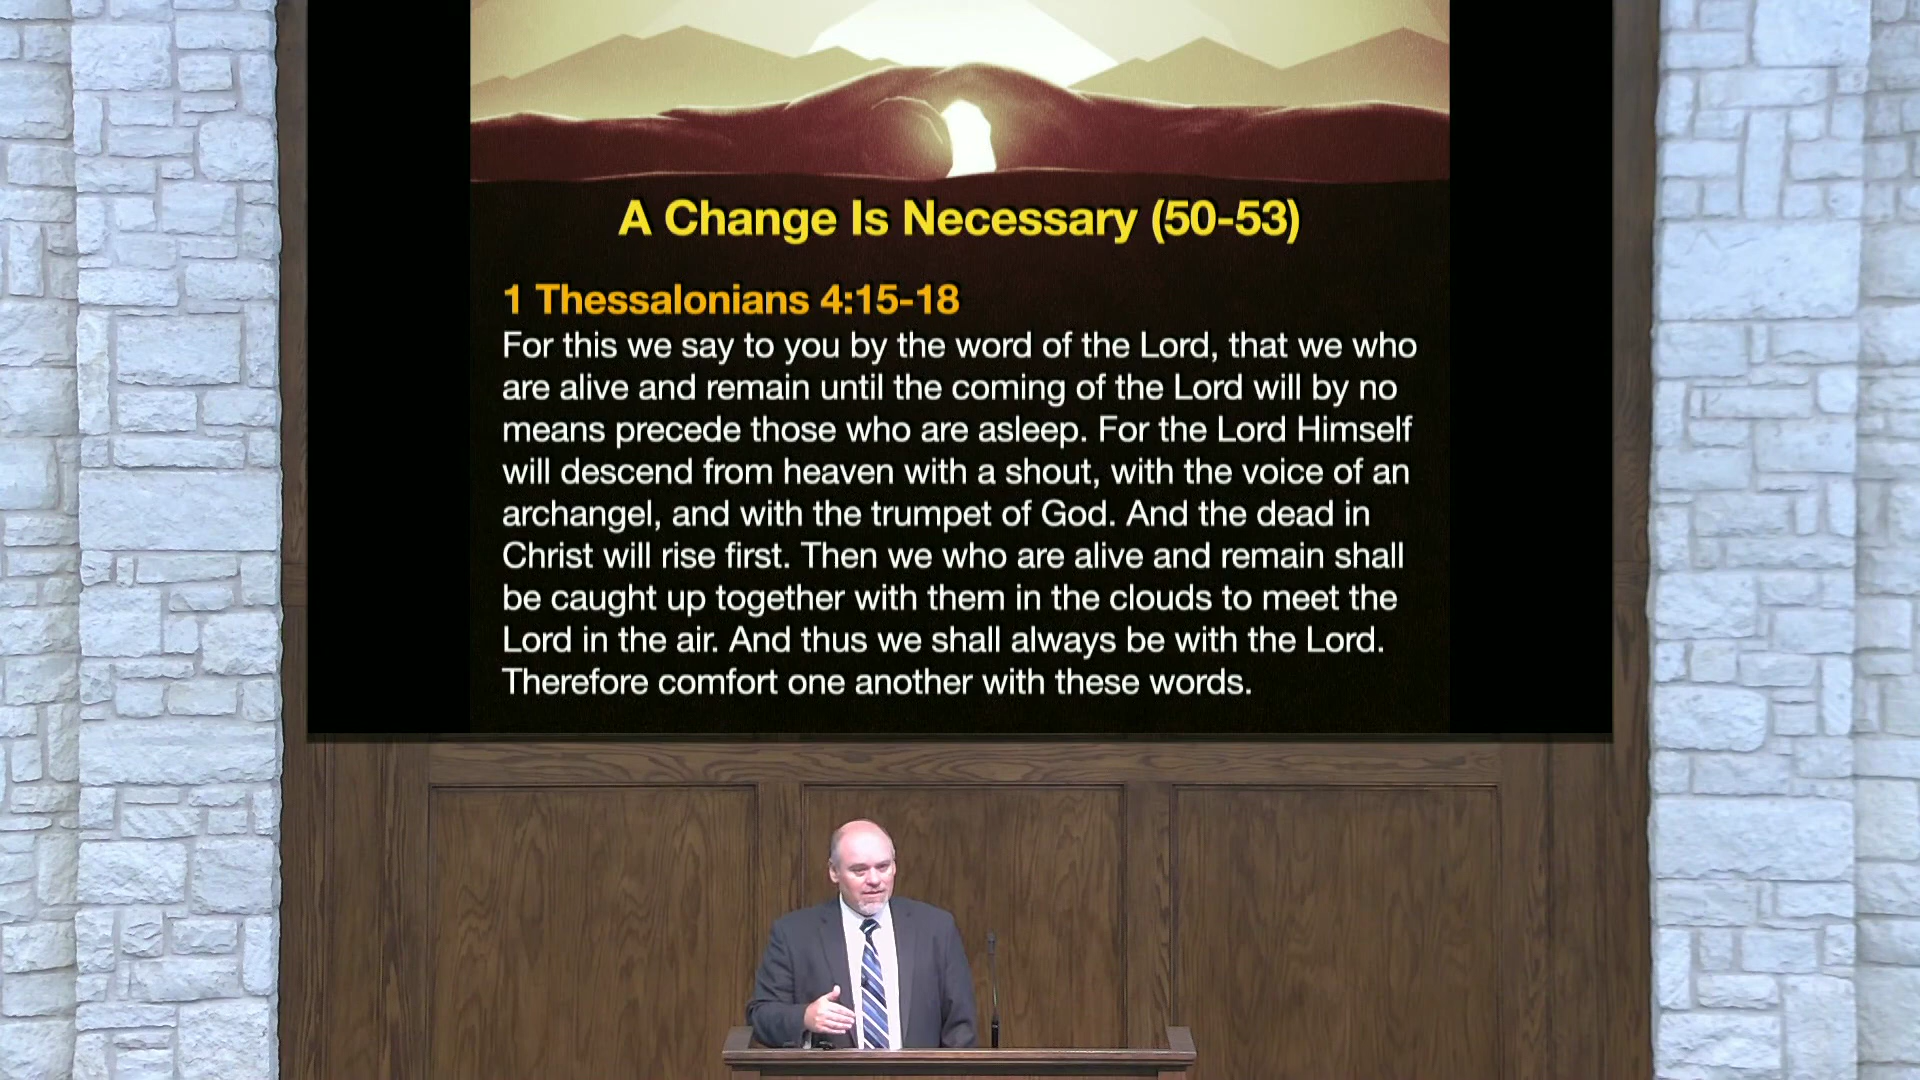 A Change Is Necessary (50-53)
1 Thessalonians 4:15-18
For this we say to you by the word of the Lord, that we who
are alive and remain until the coming of the Lord will by no
means precede those who are asleep. For the Lord Himself
will descend from heaven with a shout, with the voice of an
archangel, and with the trumpet of God. And the dead in
Christ will rise first. Then we who are alive and remain shall
be caught up together with them in the clouds to meet the
Lord in the air. And thus we shall always be with the Lord.
Therefore comfort one another with these words.